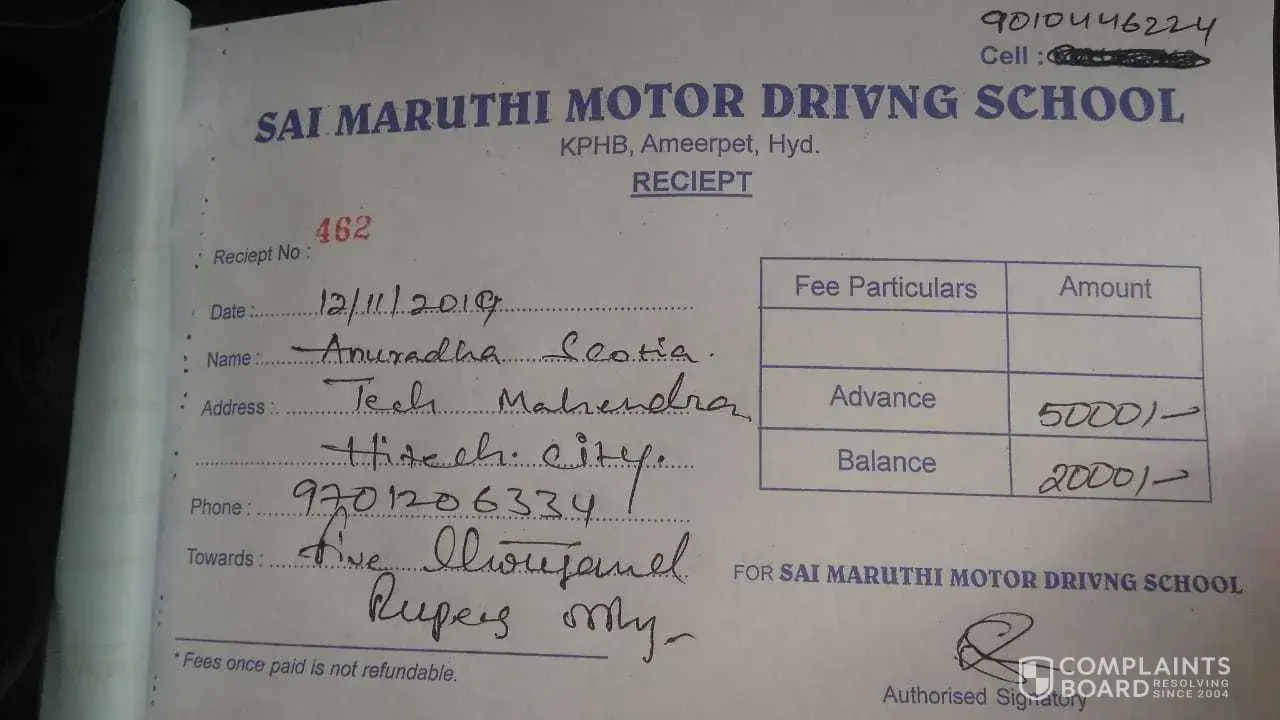 9010446224
Cell :
SAI MARUTHI MOTOR DRIVNG SCHOOL
KPHB, Ameerpet, Hyd.
RECIEPT
Reciept No : 462
Date : 12/11/2019
Name : Anuradha Scotia.
Address : Tech Mahendra
Hitech. city.
Phone : 9701206334
Towards : five thousand
Rupees only
* Fees once paid is not refundable.
Fee Particulars Amount
Advance 5000/-
Balance 2000/-
FOR SAI MARUTHI MOTOR DRIVNG SCHOOL
Authorised Signatory
COMPLAINTS
BOARD RESOLVING
SINCE 2004